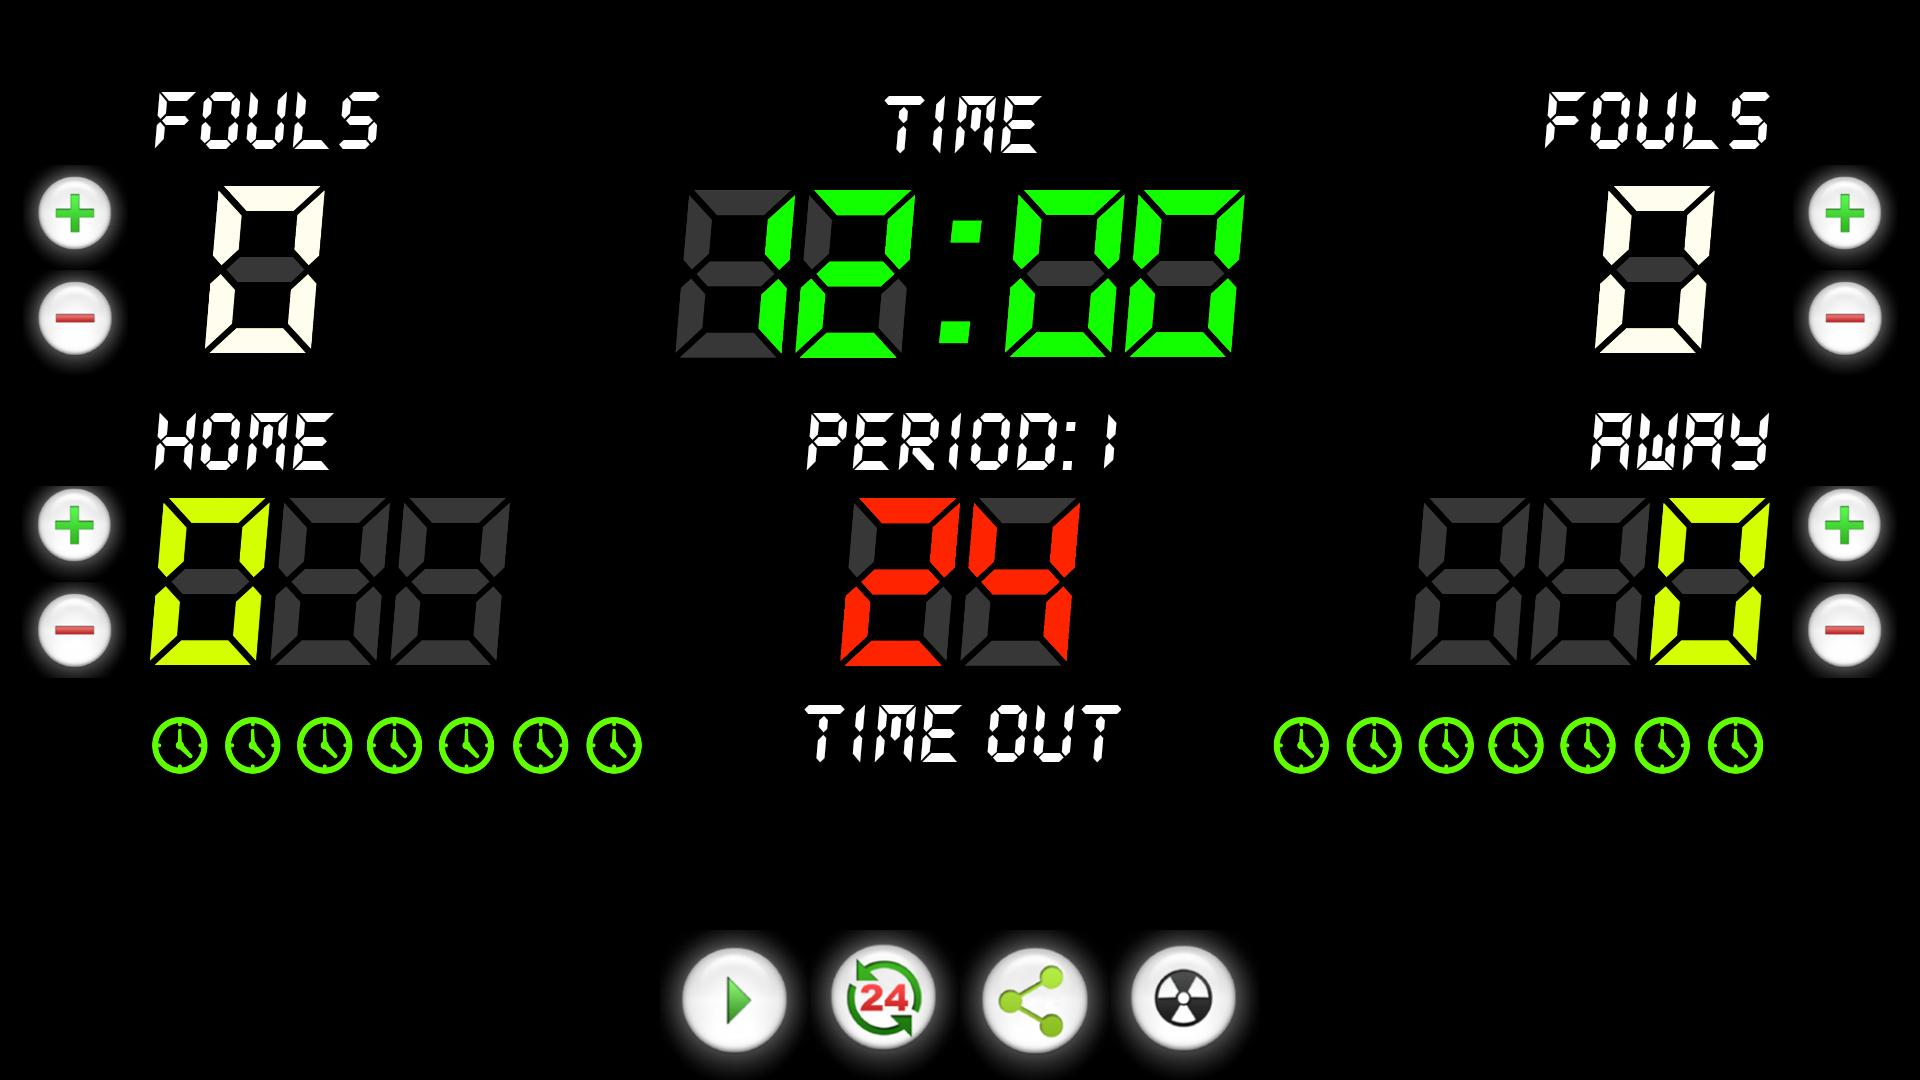 FOULS TIME FOULS
0 12:00 0
HOME PERIOD:1 AWAY
0 24 0
TIME OUT
24